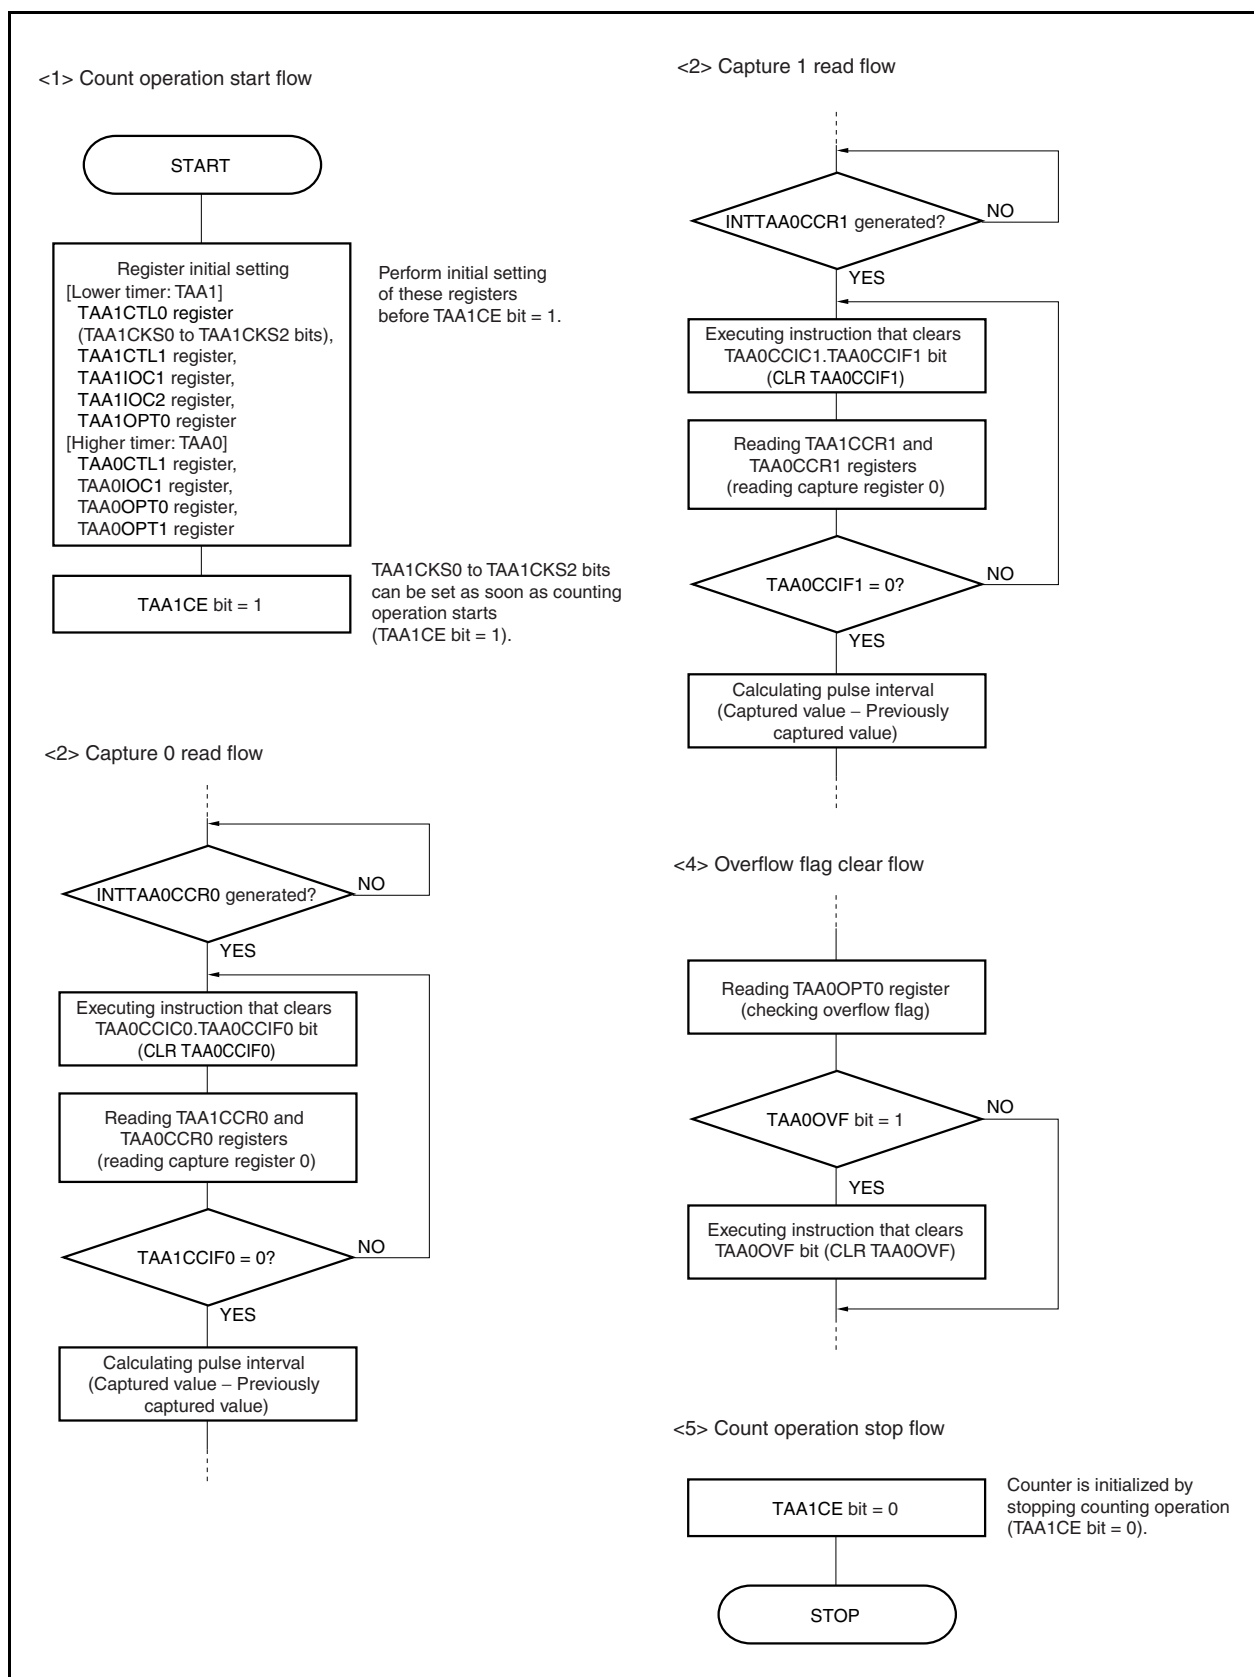 <1> Count operation start flow
START
Register initial setting
[Lower timer: TAA1]
TAA1CTL0 register
(TAA1CKS0 to TAA1CKS2 bits),
TAA1CTL1 register,
TAA1IOC1 register,
TAA1IOC2 register,
TAA1OPT0 register
[Higher timer: TAA0]
TAA0CTL1 register,
TAA0IOC1 register,
TAA0OPT0 register,
TAA0OPT1 register
Perform initial setting
of these registers
before TAA1CE bit = 1.
TAA1CE bit = 1
TAA1CKS0 to TAA1CKS2 bits
can be set as soon as counting
operation starts
(TAA1CE bit = 1).
<2> Capture 0 read flow
INTTAA0CCR0 generated?
NO
YES
Executing instruction that clears
TAA0CCIC0.TAA0CCIF0 bit
(CLR TAA0CCIF0)
Reading TAA1CCR0 and
TAA0CCR0 registers
(reading capture register 0)
TAA1CCIF0 = 0?
NO
YES
Calculating pulse interval
(Captured value – Previously
captured value)
<2> Capture 1 read flow
INTTAA0CCR1 generated?
NO
YES
Executing instruction that clears
TAA0CCIC1.TAA0CCIF1 bit
(CLR TAA0CCIF1)
Reading TAA1CCR1 and
TAA0CCR1 registers
(reading capture register 0)
TAA0CCIF1 = 0?
NO
YES
Calculating pulse interval
(Captured value – Previously
captured value)
<4> Overflow flag clear flow
Reading TAA0OPT0 register
(checking overflow flag)
TAA0OVF bit = 1
NO
YES
Executing instruction that clears
TAA0OVF bit (CLR TAA0OVF)
<5> Count operation stop flow
TAA1CE bit = 0
Counter is initialized by
stopping counting operation
(TAA1CE bit = 0).
STOP